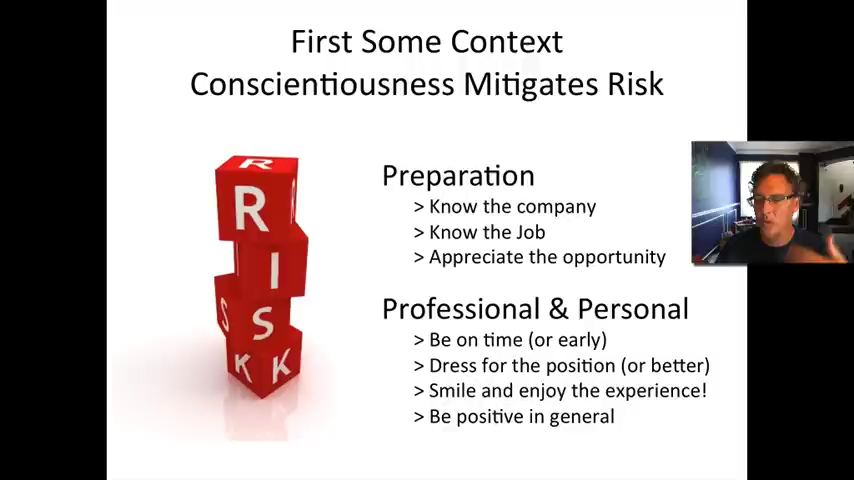 First Some Context
Conscientiousness Mitigates Risk
R
R
R
I
I
S
S
K
K
Preparation
> Know the company
> Know the Job
> Appreciate the opportunity
Professional & Personal
> Be on time (or early)
> Dress for the position (or better)
> Smile and enjoy the experience!
> Be positive in general